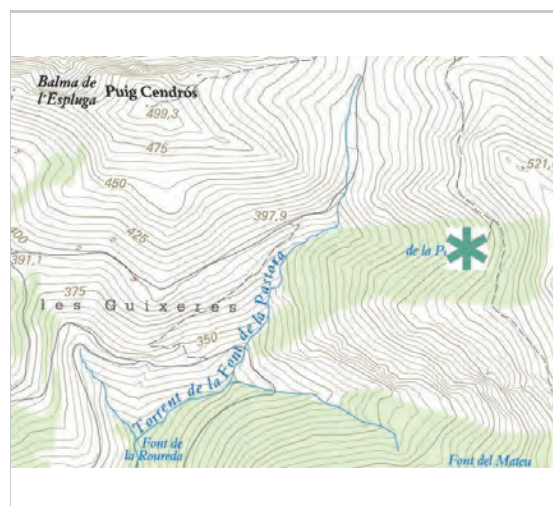 Balma de
l'Espluga
Puig Cendrós
499,3
475
521,
450
397,9
400
425
391,1
de la
375
les Guixeres
350
Torrent de la Font de la Pastora
Font de
la Roureda
Font del Mateu